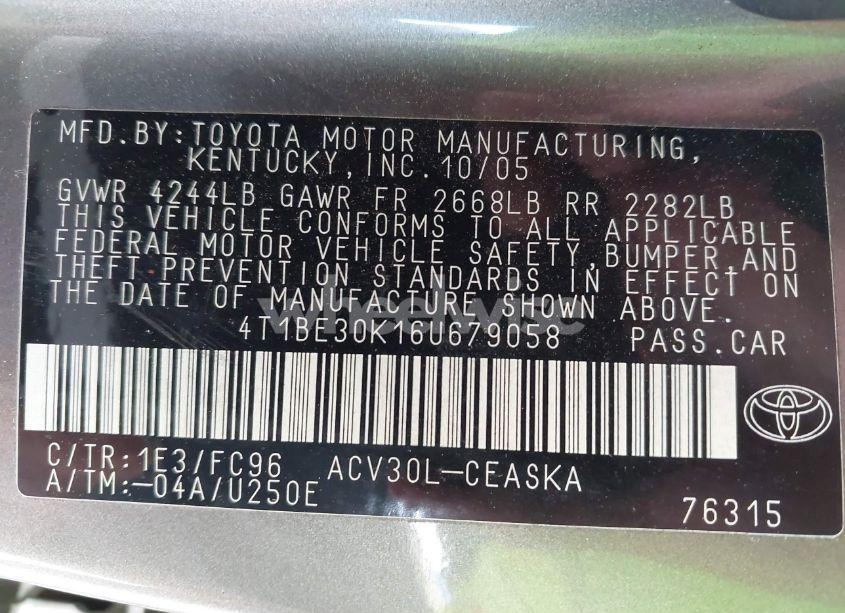 MFD.BY:TOYOTA MOTOR MANUFACTURING,
KENTUCKY,INC.10/05
GVWR 4244LB GAWR FR 2668LB RR 2282LB
THIS VEHICLE CONFORMS TO ALL APPLICABLE
FEDERAL MOTOR VEHICLE SAFETY,BUMPER,AND
THEFT PREVENTION STANDARDS IN EFFECT ON
THE DATE OF MANUFACTURE SHOWN ABOVE.
wheelwise
4T1BE30K16U679058 PASS.CAR
C/TR:1E3/FC96 ACV30L-CEASKA
A/TM:-04A/U250E
76315